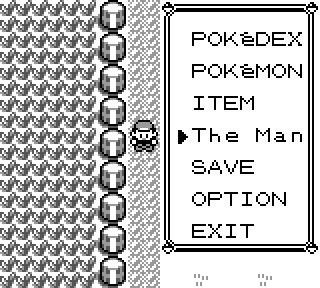 POKéDEX
POKéMON
ITEM
The Man
SAVE
OPTION
EXIT